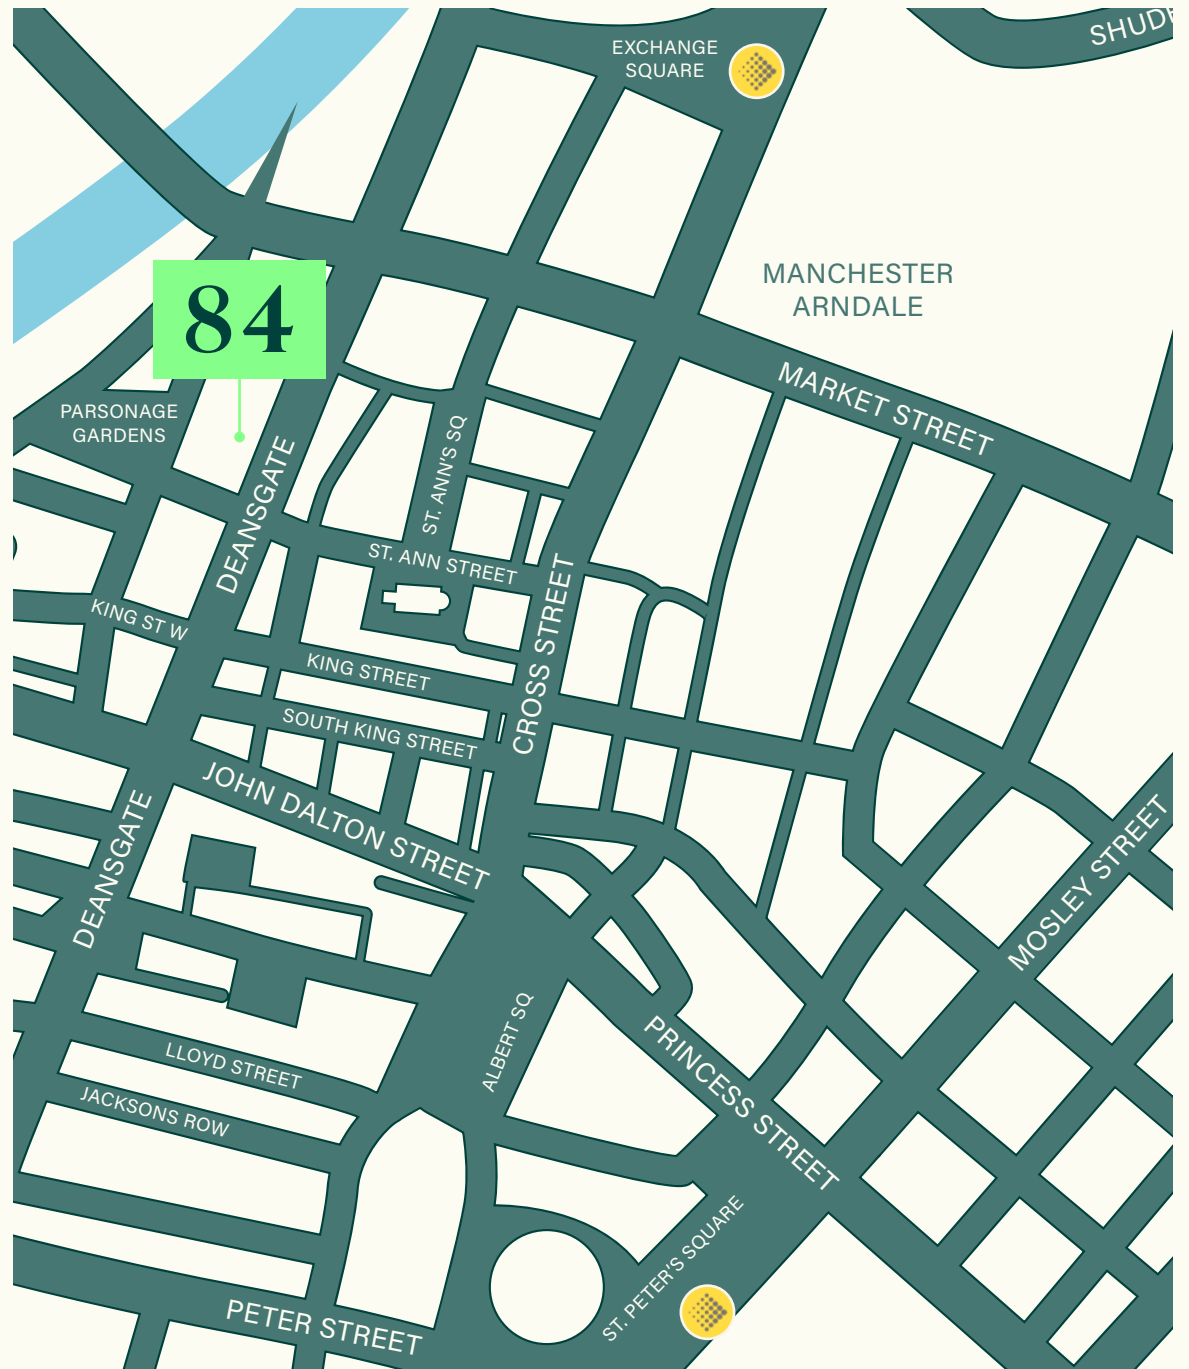 SHUDE
EXCHANGE
SQUARE
MANCHESTER
ARNDALE
84
MARKET STREET
PARSONAGE
GARDENS
DEANSGATE
ST. ANN'S SQ
ST. ANN STREET
CROSS STREET
KING ST W
KING STREET
SOUTH KING STREET
JOHN DALTON STREET
DEANSGATE
MOSLEY STREET
ALBERT SQ
PRINCESS STREET
LLOYD STREET
JACKSONS ROW
ST. PETER'S SQUARE
PETER STREET